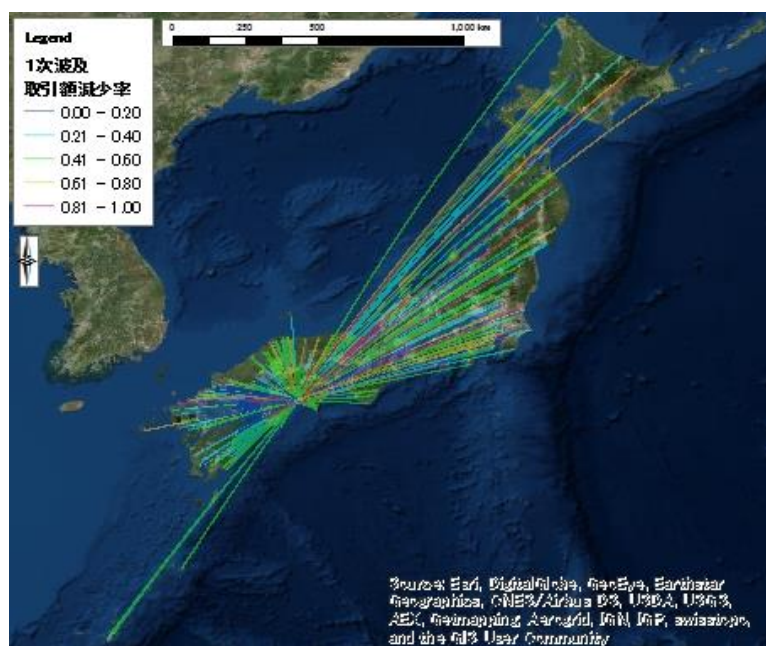 Legend
1次波及
取引額減少率
0.00 - 0.20
0.21 - 0.40
0.41 - 0.60
0.61 - 0.80
0.81 - 1.00
0 250 500 1,000 km
Source: Esri, DigitalGlobe, GeoEye, Earthstar
Geographics, CNES/Airbus DS, USDA, USGS,
AEX, Getmapping, Aerogrid, IGN, IGP, swisstopo,
and the GIS User Community